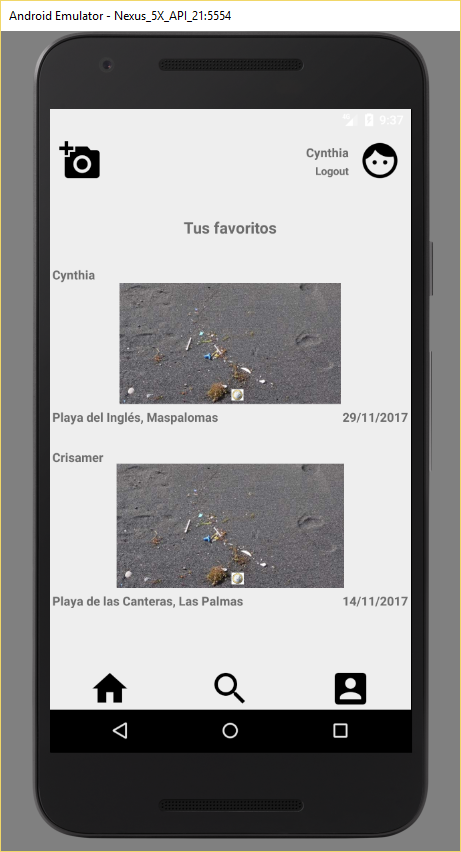 Android Emulator - Nexus_5X_API_21:5554
9:37
Cynthia
Logout
Tus favoritos
Cynthia
Playa del Inglés, Maspalomas 29/11/2017
Crisamer
Playa de las Canteras, Las Palmas 14/11/2017